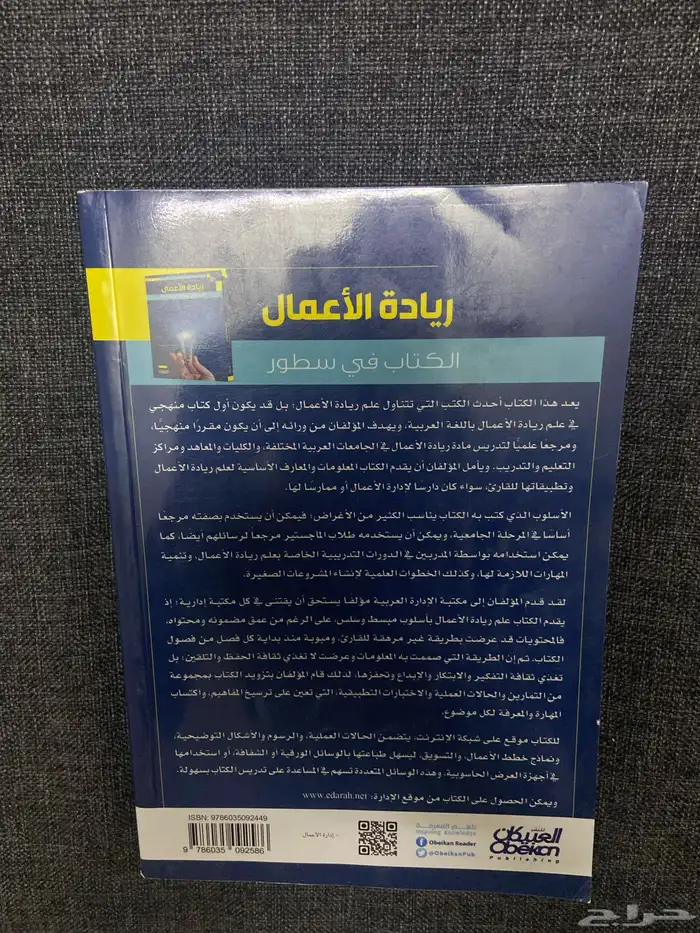 ريادة الأعمال
ريادة الأعمال
الكتاب في سطور
يعد هذا الكتاب أحدث الكتب التي تتناول علم ريادة الأعمال؛ بل قد يكون أول كتاب منهجي
في علم ريادة الأعمال باللغة العربية، ويهدف المؤلفان من ورائه إلى أن يكون مقررًا منهجيًا،
ومرجعًا علميًا لتدريس مادة ريادة الأعمال في الجامعات العربية المختلفة، والكليات والمعاهد ومراكز
التعليم والتدريب. ويأمل المؤلفان أن يقدم الكتاب المعلومات والمعارف الأساسية لعلم ريادة الأعمال
وتطبيقاتها للقارئ، سواء كان دارسًا لإدارة الأعمال أو ممارسًا لها.
الأسلوب الذي كتب به الكتاب يناسب الكثير من الأغراض؛ فيمكن أن يستخدم بصفته مرجعًا
أساسًا في المرحلة الجامعية، ويمكن أن يستخدمه طلاب الماجستير مرجعًا لرسائلهم أيضًا، كما
يمكن استخدامه بواسطة المدربين في الدورات التدريبية الخاصة بعلم ريادة الأعمال، وتنمية
المهارات اللازمة لها، وكذلك الخطوات العلمية لإنشاء المشروعات الصغيرة.
لقد قدم المؤلفان إلى مكتبة الإدارة العربية مؤلفا يستحق أن يقتنى في كل مكتبة إدارية؛ إذ
يقدم الكتاب علم ريادة الأعمال بأسلوب مبسط وسلس، على الرغم من عمق مضمونه ومحتواه،
فالمحتويات قد عرضت بطريقة غير مرهقة للقارئ، ومبوبة منذ بداية كل فصل من فصول
الكتاب، ثم إن الطريقة التي صممت به المعلومات وعرضت لا تغذي ثقافة الحفظ والتلقين؛ بل
تغذي ثقافة التفكير والابتكار والإبداع وتحفزها، لذلك قام المؤلفان بتزويد الكتاب بمجموعة
من التمارين والحالات العملية والاختبارات التطبيقية، التي تعين على ترسيخ المفاهيم، واكتساب
المهارة والمعرفة لكل موضوع.
للكتاب موقع على شبكة الانترنت، يتضمن الحالات العملية، والرسوم والأشكال التوضيحية،
ونماذج خطط الأعمال، والتسويق، ليسهل طباعتها بالوسائل الورقية أو الشفافة، أو استخدامها
في أجهزة العرض الحاسوبية، وهذه الوسائل المتعددة تسهم في المساعدة على تدريس الكتاب بسهولة.
ويمكن الحصول على الكتاب من موقع الإدارة: www.edarah.net
ISBN: 9786035092449
9 786035 092586
- إدارة الأعمال
نلهم المعرفة
Inspiring Knowledge
Obeikan Reader
@ObeikanPub
للنشر
العبيكان
Obeikan
Publishing
حراج